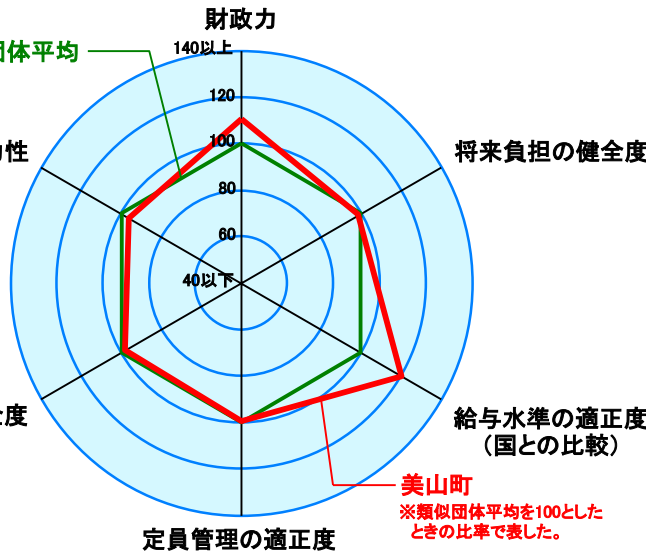 財政力
140以上
団体平均
120
100
性
将来負担の健全度
80
60
40以下
度
給与水準の適正度
（国との比較）
美山町
※類似団体平均を100とした
ときの比率で表した。
定員管理の適正度